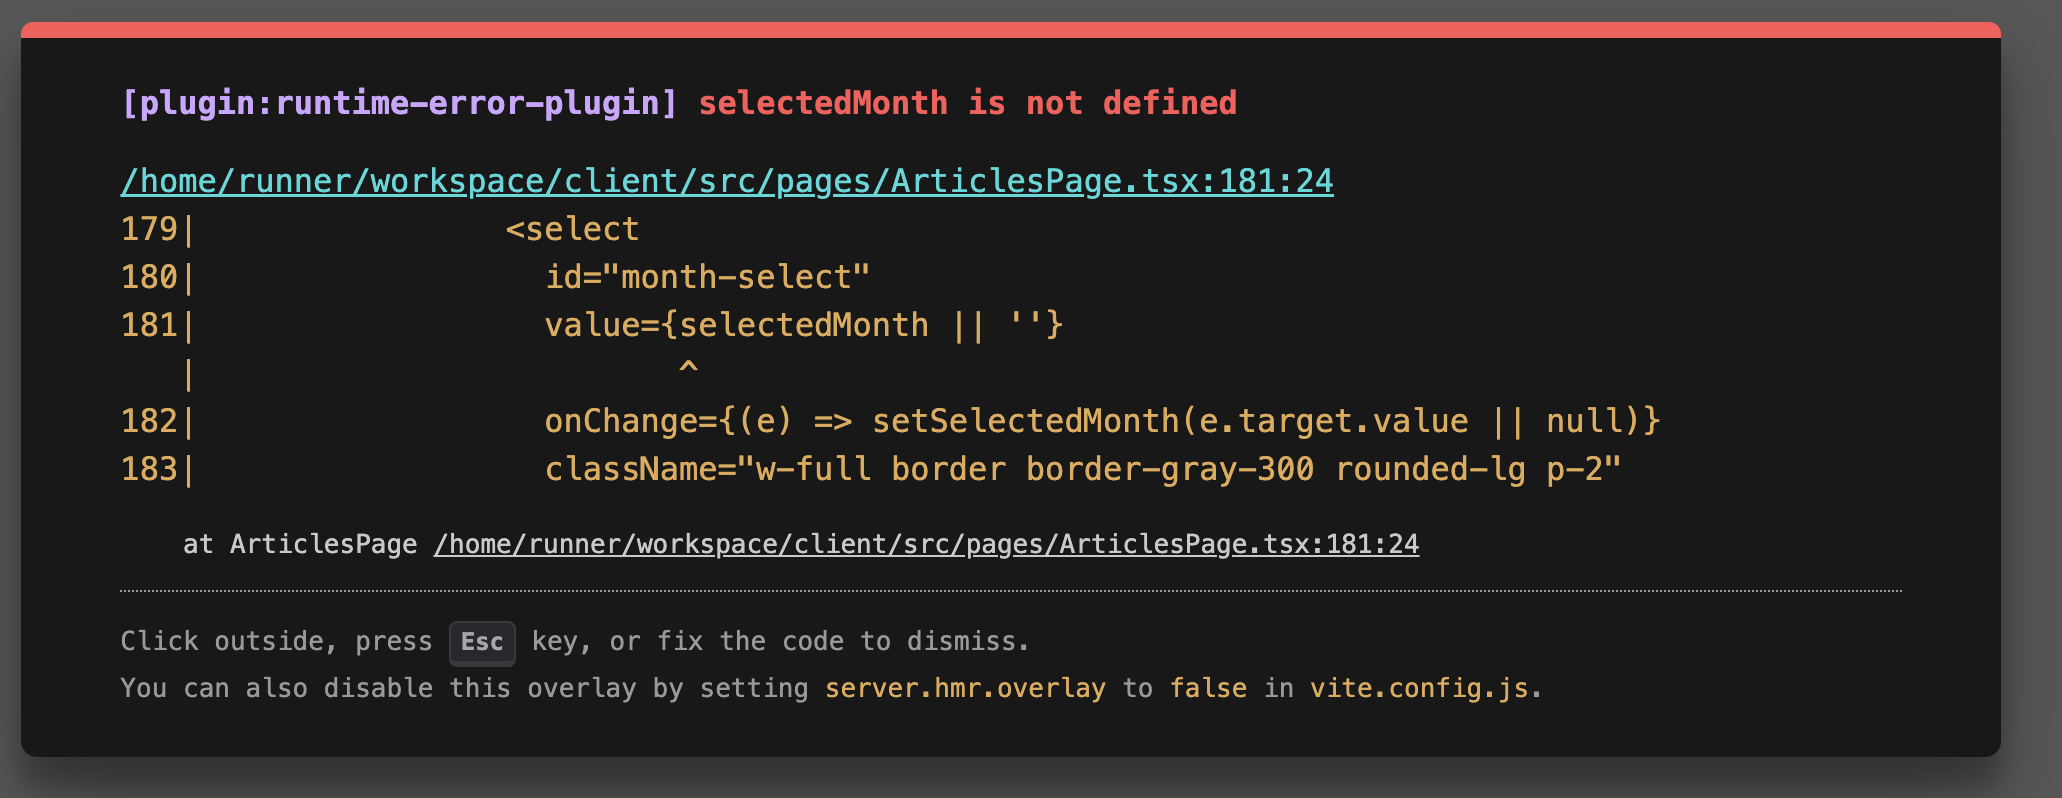 [plugin:runtime-error-plugin] selectedMonth is not defined
/home/runner/workspace/client/src/pages/ArticlesPage.tsx:181:24
179|                <select
180|                  id="month-select"
181|                  value={selectedMonth || ''}
   |                         ^
182|                  onChange={(e) => setSelectedMonth(e.target.value || null)}
183|                  className="w-full border border-gray-300 rounded-lg p-2"
at ArticlesPage /home/runner/workspace/client/src/pages/ArticlesPage.tsx:181:24
Click outside, press Esc key, or fix the code to dismiss.
You can also disable this overlay by setting server.hmr.overlay to false in vite.config.js.